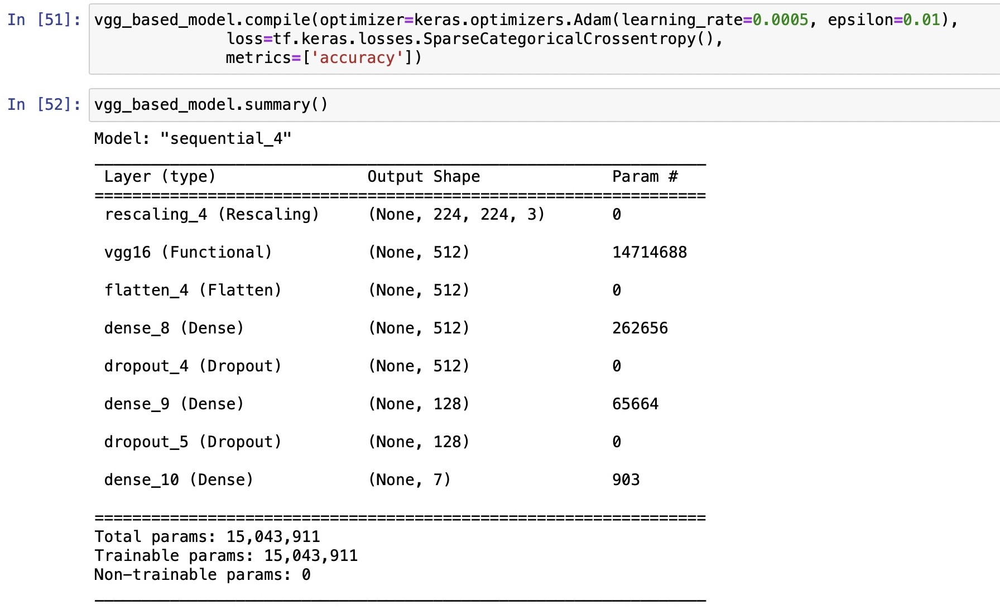 In [51]: vgg_based_model.compile(optimizer=keras.optimizers.Adam(learning_rate=0.0005, epsilon=0.01),
loss=tf.keras.losses.SparseCategoricalCrossentropy(),
metrics=['accuracy'])
In [52]: vgg_based_model.summary()
Model: "sequential_4"
Layer (type) Output Shape Param #
rescaling_4 (Rescaling) (None, 224, 224, 3) 0
vgg16 (Functional) (None, 512) 14714688
flatten_4 (Flatten) (None, 512) 0
dense_8 (Dense) (None, 512) 262656
dropout_4 (Dropout) (None, 512) 0
dense_9 (Dense) (None, 128) 65664
dropout_5 (Dropout) (None, 128) 0
dense_10 (Dense) (None, 7) 903
Total params: 15,043,911
Trainable params: 15,043,911
Non-trainable params: 0